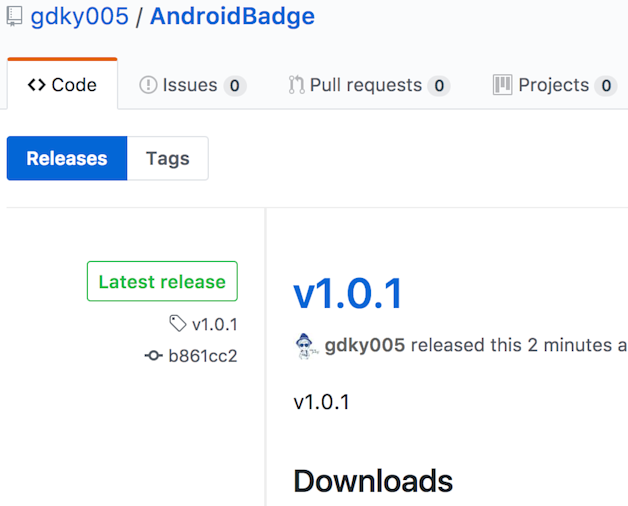 gdky005 / AndroidBadge
<> Code Issues 0 Pull requests 0 Projects 0
Releases Tags
Latest release
v1.0.1
b861cc2
v1.0.1
gdky005 released this 2 minutes a
v1.0.1
Downloads